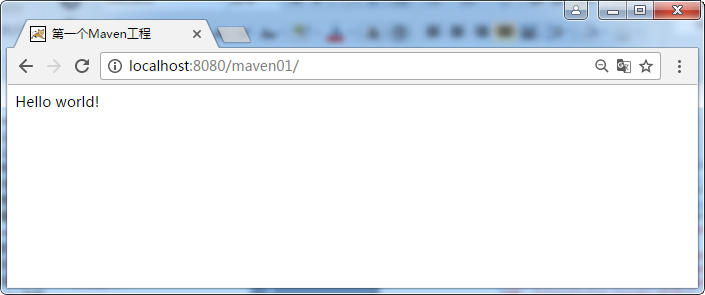 第一个Maven工程
localhost:8080/maven01/
Hello world!